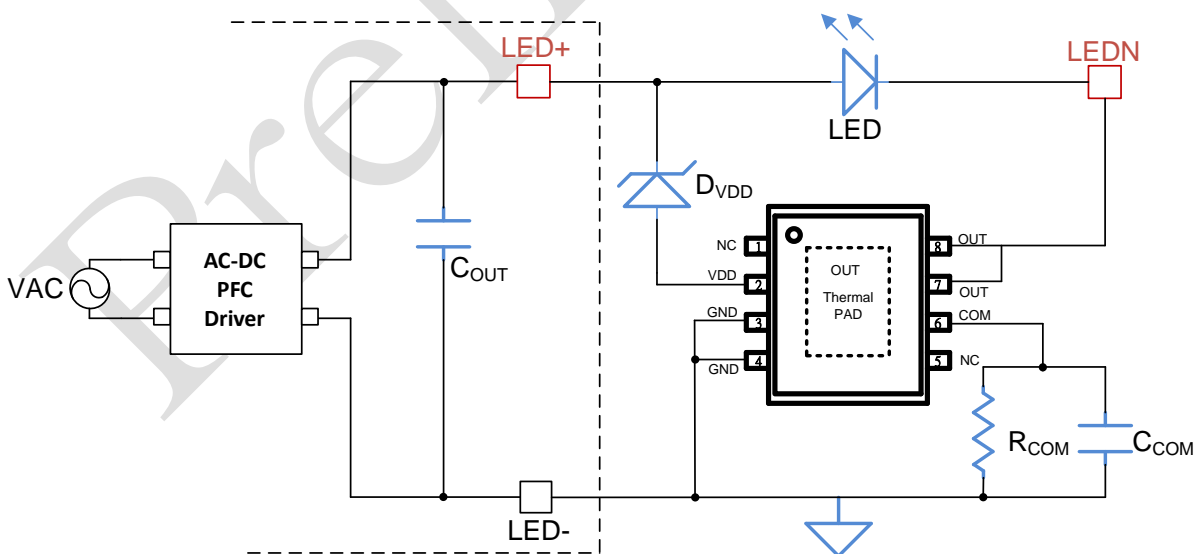 Prel
LED+
LEDN
LED
DVDD
NC 1
8 OUT
VDD 2
7 OUT
GND 3
6 COM
GND 4
5 NC
OUT
Thermal
PAD
COUT
VAC
AC-DC
PFC
Driver
RCOM
CCOM
LED-